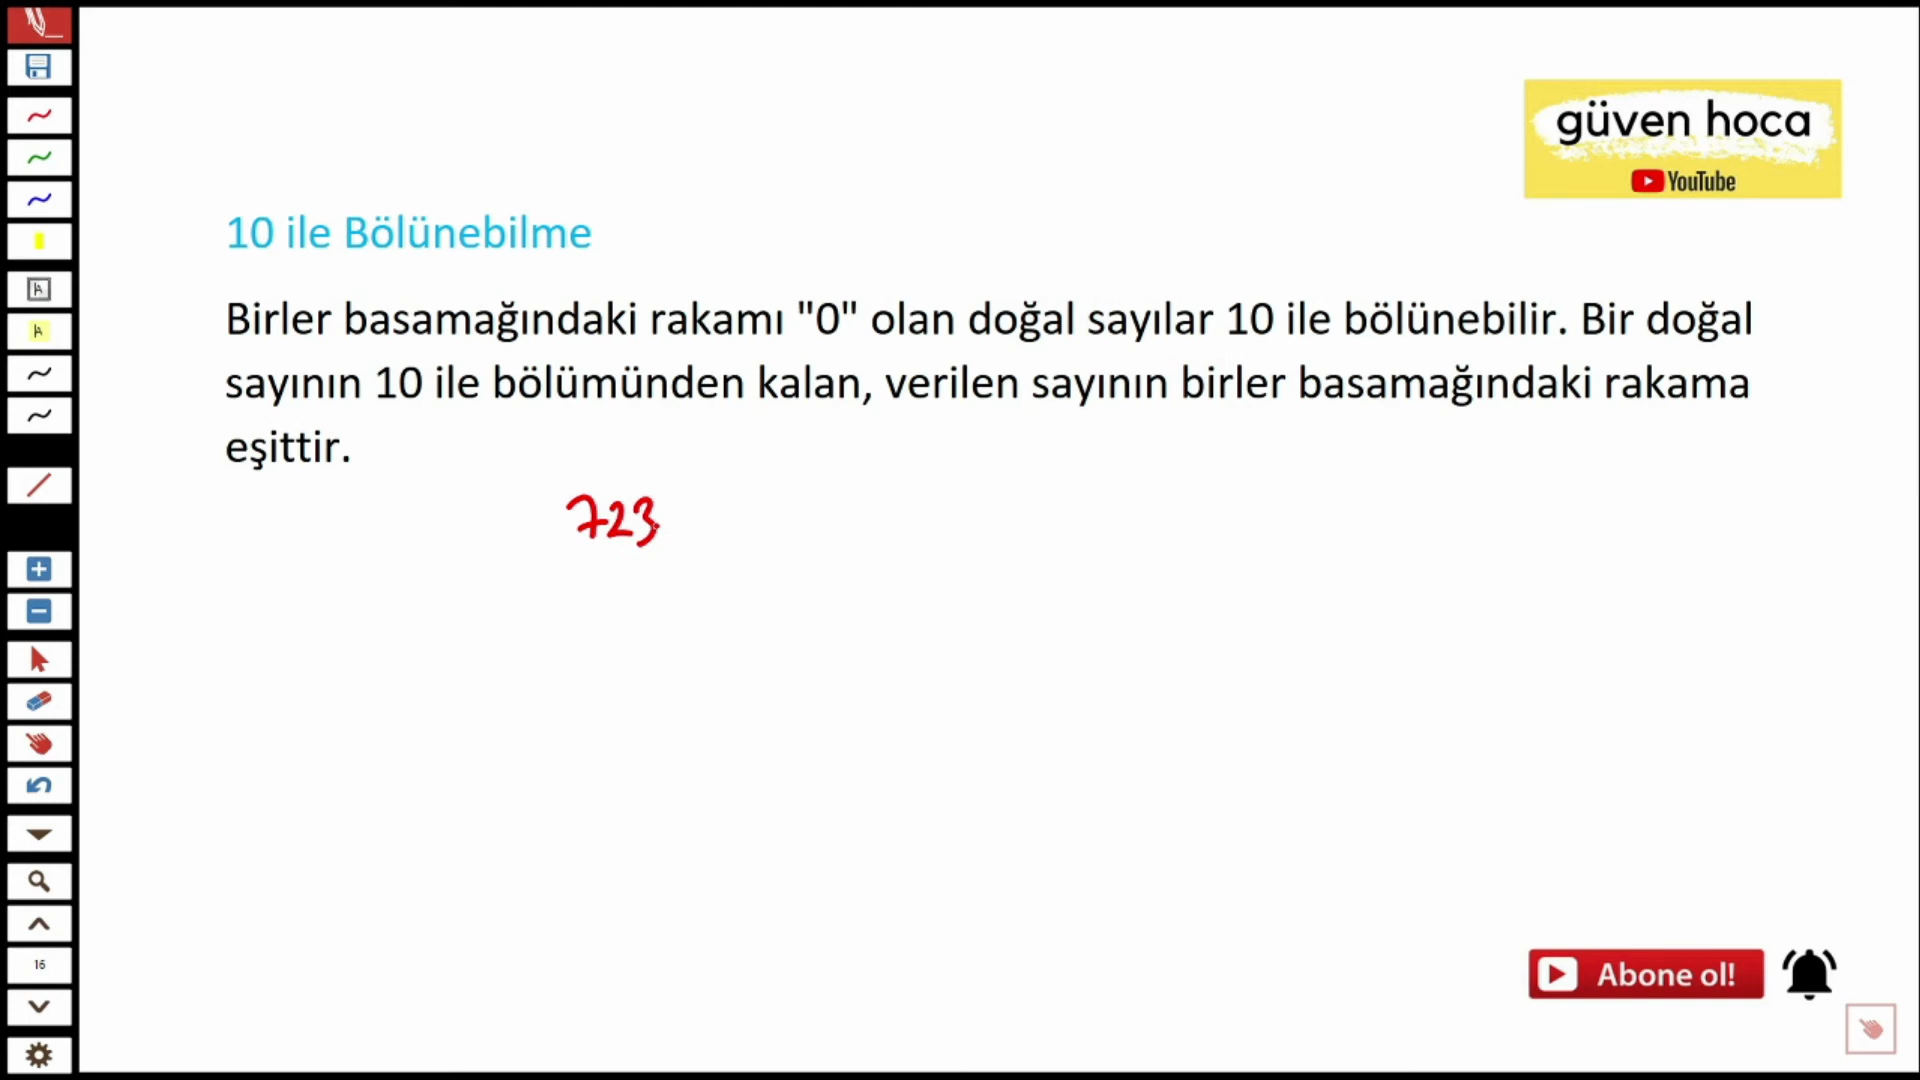 güven hoca
YouTube
10 ile Bölünebilme
Birler basamağındaki rakamı "0" olan doğal sayılar 10 ile bölünebilir. Bir doğal
sayının 10 ile bölümünden kalan, verilen sayının birler basamağındaki rakama
eşittir.
723
A
A
16
Abone ol!